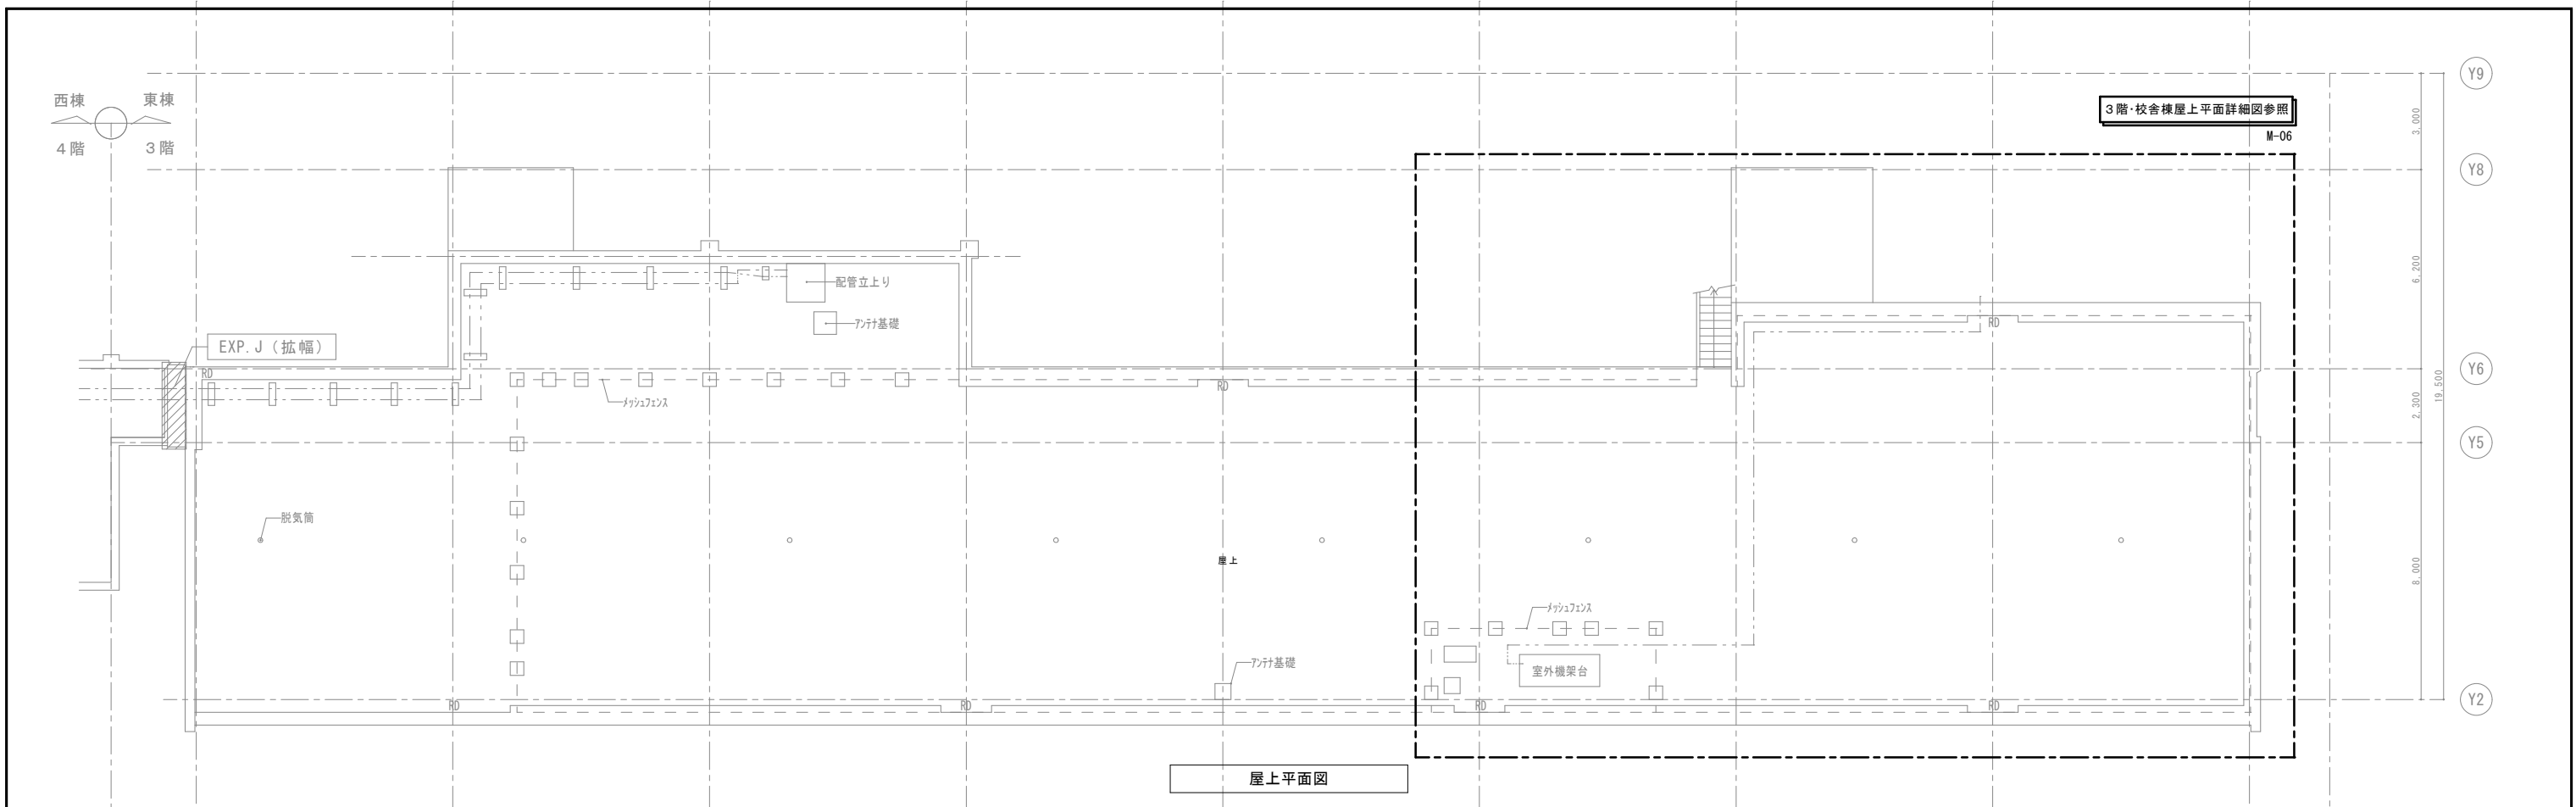 西棟 東棟
4階 3階
3階・校舎棟屋上平面詳細図参照
M-06
Y9
3,000
Y8
6,200
配管立上り
アンテナ基礎
EXP.J（拡幅）
RD
RD
RD
Y6
19,500
2,300
メッシュフェンス
Y5
脱気筒
屋上
8,000
メッシュフェンス
アンテナ基礎
室外機架台
RD
RD
RD
RD
Y2
屋上平面図